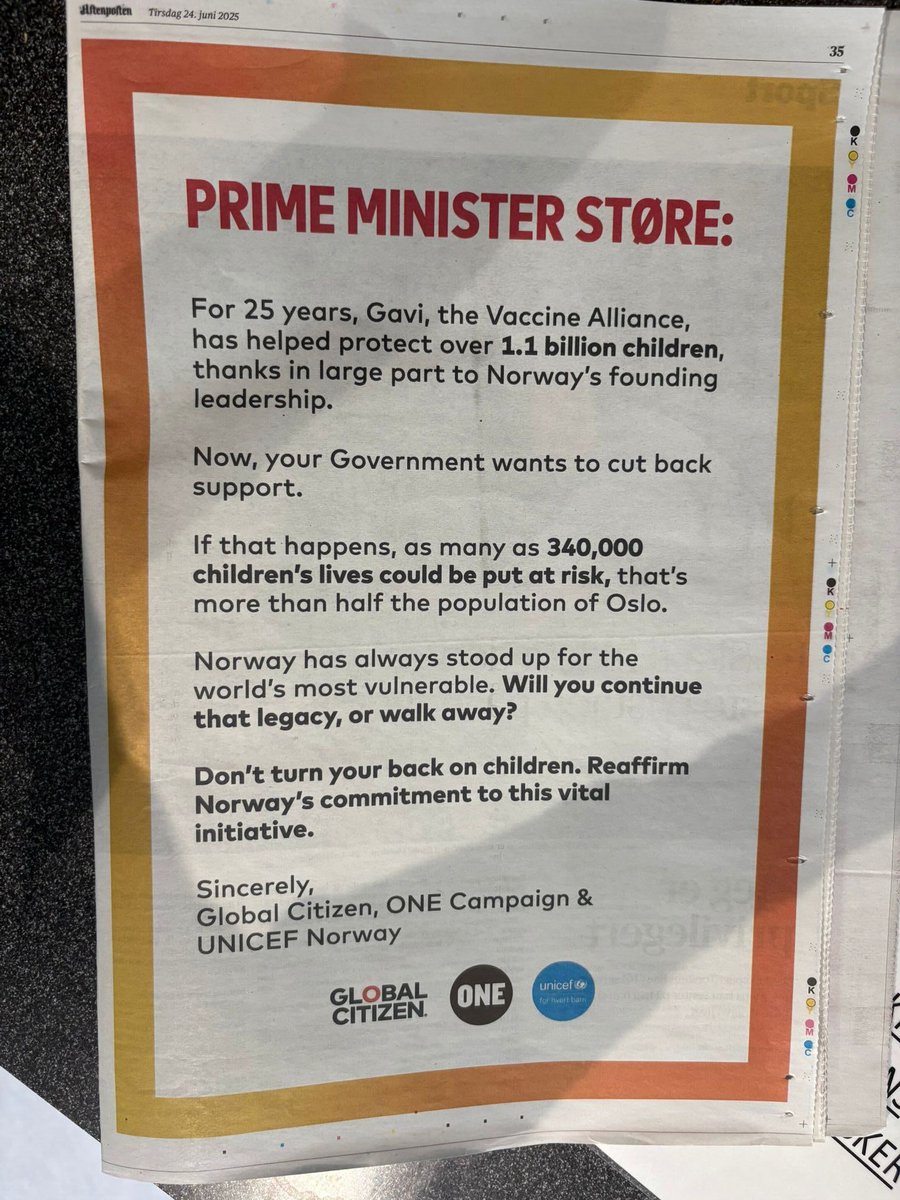 Aftenposten Tirsdag 24. juni 2025
35
Sport
PRIME MINISTER STØRE:
For 25 years, Gavi, the Vaccine Alliance,
has helped protect over 1.1 billion children,
thanks in large part to Norway's founding
leadership.
Now, your Government wants to cut back
support.
If that happens, as many as 340,000
children's lives could be put at risk, that's
more than half the population of Oslo.
Norway has always stood up for the
world's most vulnerable. Will you continue
that legacy, or walk away?
Don't turn your back on children. Reaffirm
Norway's commitment to this vital
initiative.
Sincerely,
Global Citizen, ONE Campaign &
UNICEF Norway
GLOBAL
CITIZEN
ONE
unicef
for hvert barn
K
Y
M
C
K
Y
M
C
K
Y
M
C